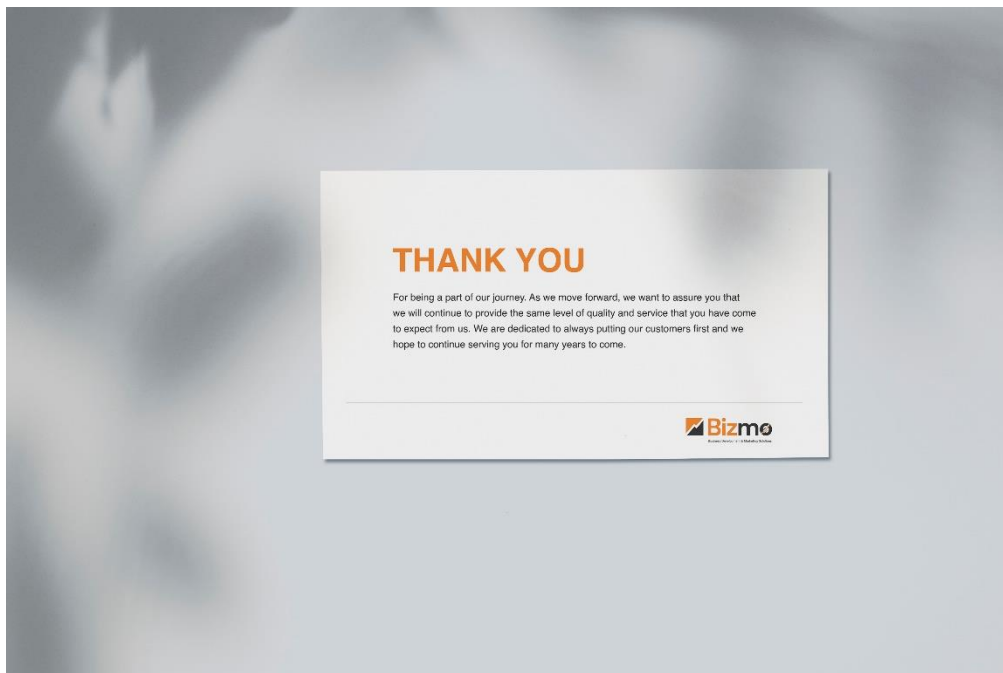 THANK YOU
For being a part of our journey. As we move forward, we want to assure you that
we will continue to provide the same level of quality and service that you have come
to expect from us. We are dedicated to always putting our customers first and we
hope to continue serving you for many years to come.
Bizmo